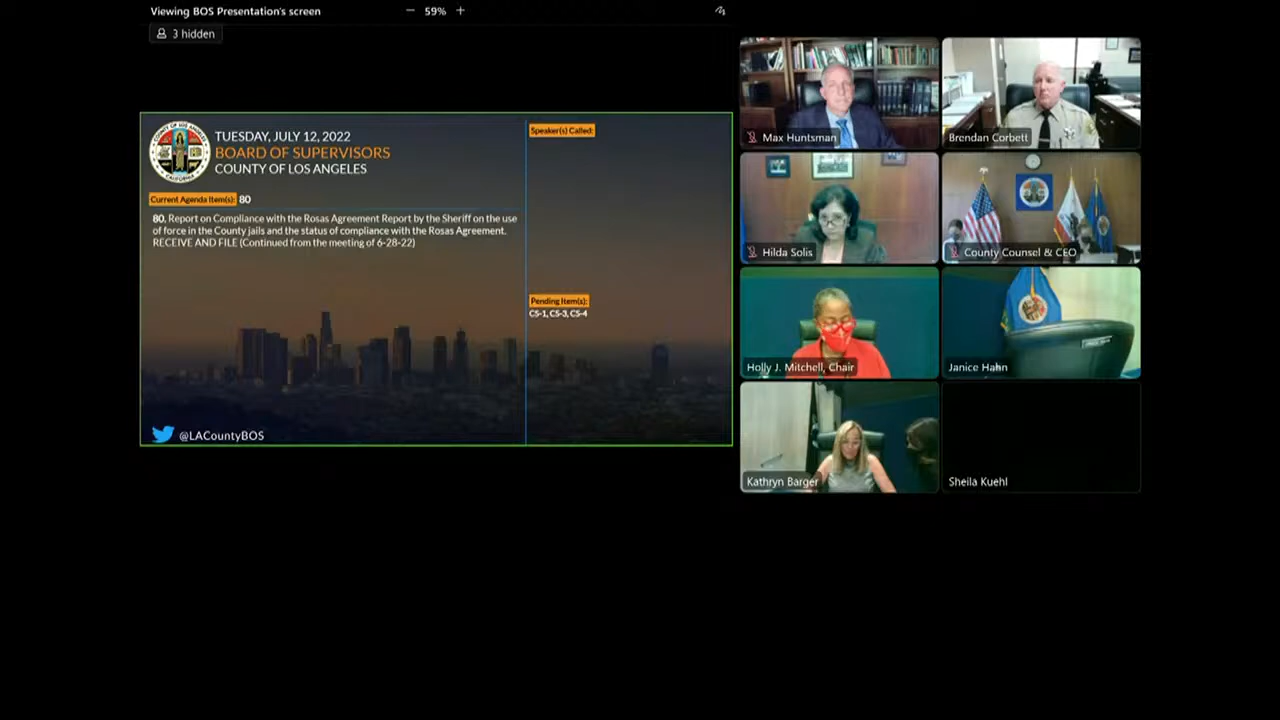 Viewing BOS Presentation's screen
59%
3 hidden
TUESDAY, JULY 12, 2022
BOARD OF SUPERVISORS
COUNTY OF LOS ANGELES
Current Agenda Item(s): 80
80. Report on Compliance with the Rosas Agreement Report by the Sheriff on the use
of force in the County jails and the status of compliance with the Rosas Agreement.
RECEIVE AND FILE (Continued from the meeting of 6-28-22)
Speaker(s) Called:
Pending Item(s):
CS-1, CS-3, CS-4
@LACountyBOS
Max Huntsman
Brendan Corbett
Hilda Solis
County Counsel & CEO
Holly J. Mitchell, Chair
Janice Hahn
Kathryn Barger
Sheila Kuehl